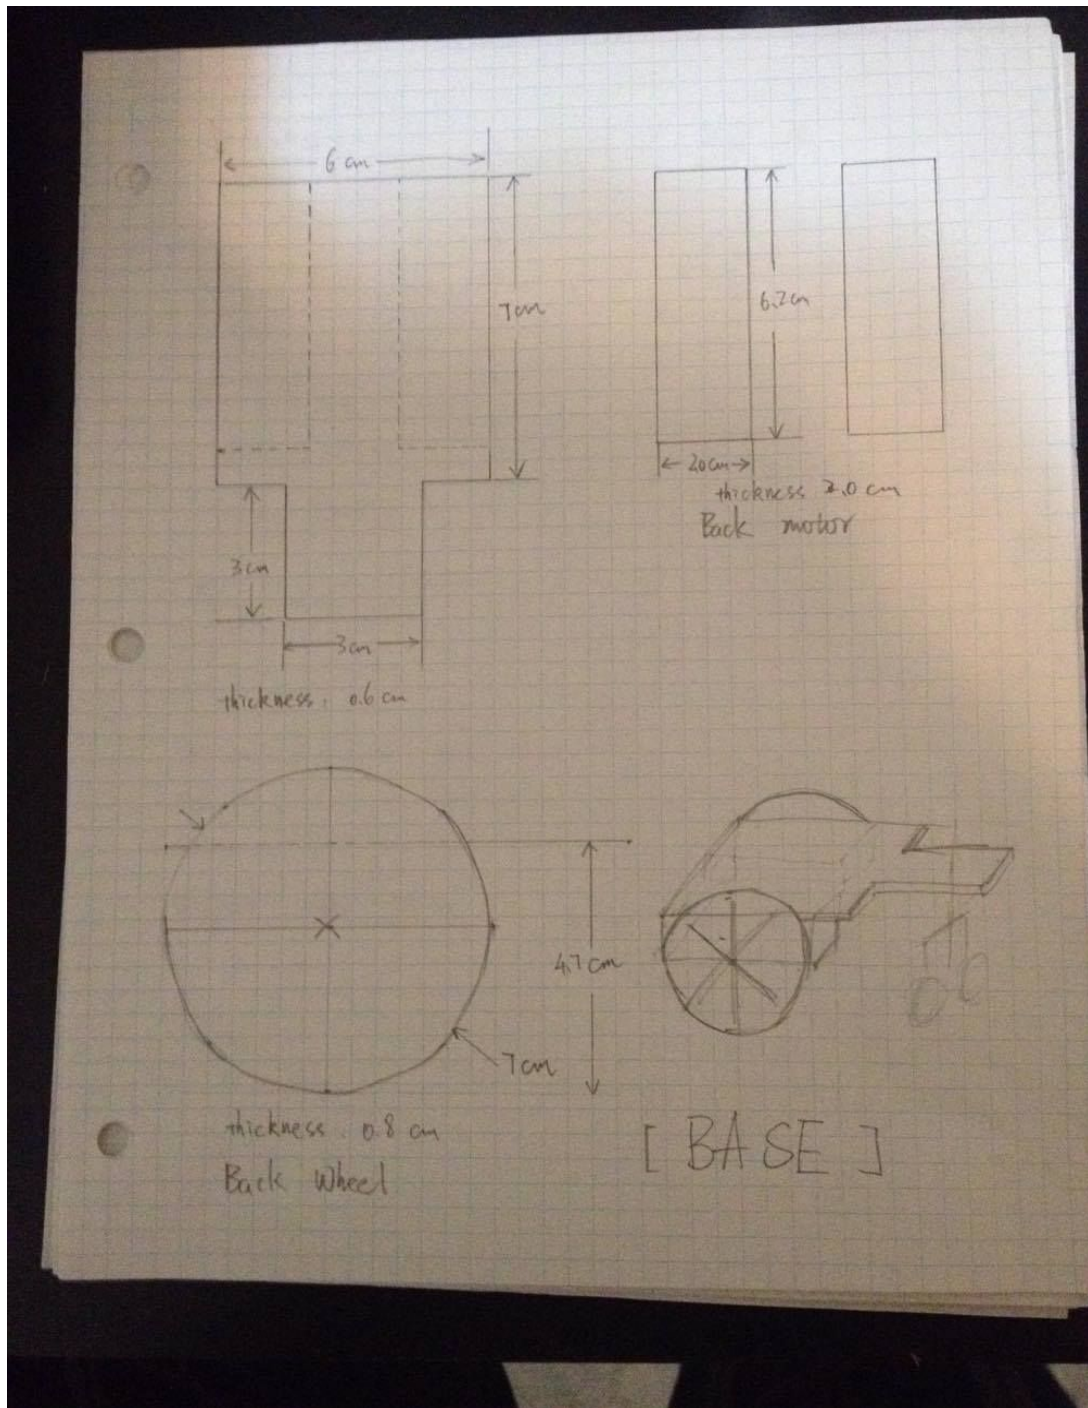 6 cm
7cm
3cm
3cm
thickness: 0.6 cm
6.2cm
2.0cm
thickness 2.0 cm
Back motor
4.7 cm
7cm
thickness: 0.8 cm
Back Wheel
[ BASE ]